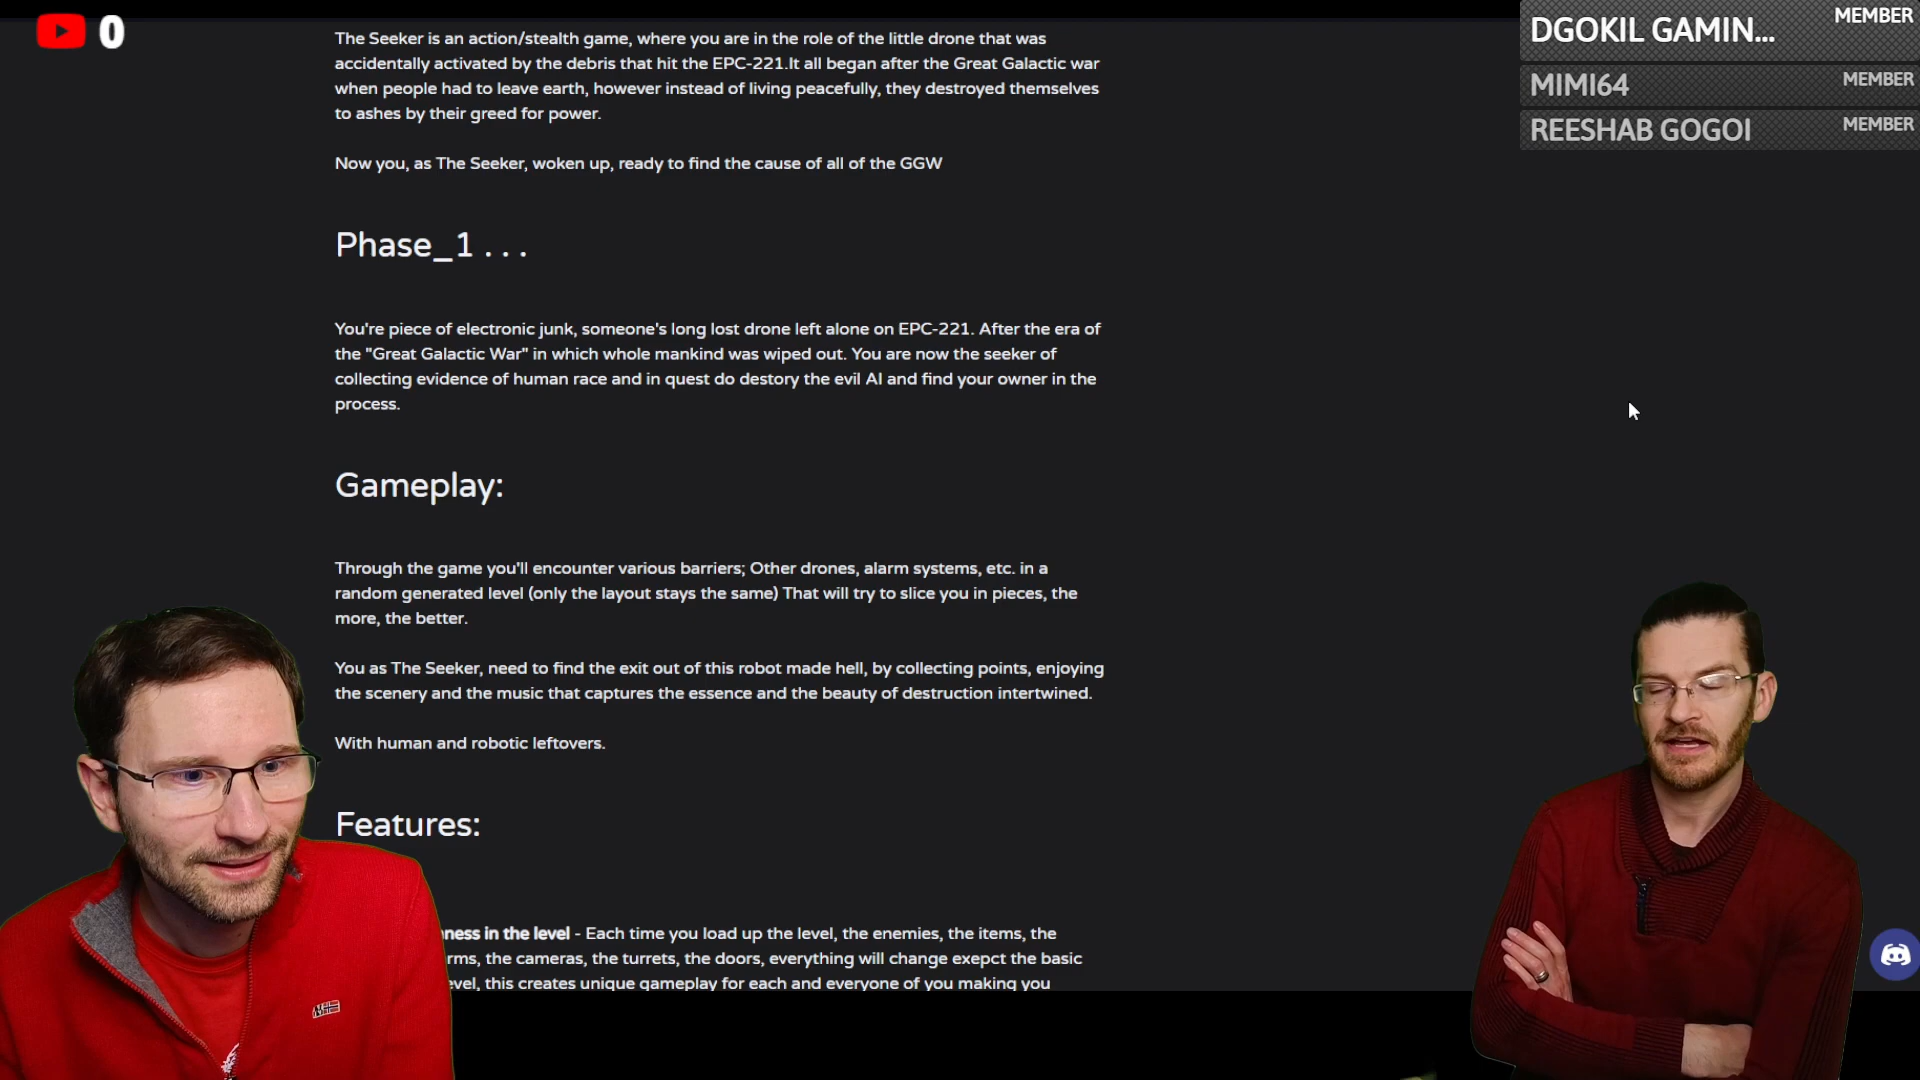 0
DGOKIL GAMIN...
MEMBER
MIMI64
MEMBER
REESHAB GOGOI
MEMBER
The Seeker is an action/stealth game, where you are in the role of the little drone that was
accidentally activated by the debris that hit the EPC-221.It all began after the Great Galactic war
when people had to leave earth, however instead of living peacefully, they destroyed themselves
to ashes by their greed for power.
Now you, as The Seeker, woken up, ready to find the cause of all of the GGW
Phase_1 . . .
You're piece of electronic junk, someone's long lost drone left alone on EPC-221. After the era of
the "Great Galactic War" in which whole mankind was wiped out. You are now the seeker of
collecting evidence of human race and in quest do destory the evil AI and find your owner in the
process.
Gameplay:
Through the game you'll encounter various barriers; Other drones, alarm systems, etc. in a
random generated level (only the layout stays the same) That will try to slice you in pieces, the
more, the better.
You as The Seeker, need to find the exit out of this robot made hell, by collecting points, enjoying
the scenery and the music that captures the essence and the beauty of destruction intertwined.
With human and robotic leftovers.
Features:
in the level - Each time you load up the level, the enemies, the items, the
the cameras, the turrets, the doors, everything will change exepct the basic
this creates unique gameplay for each and everyone of you making you